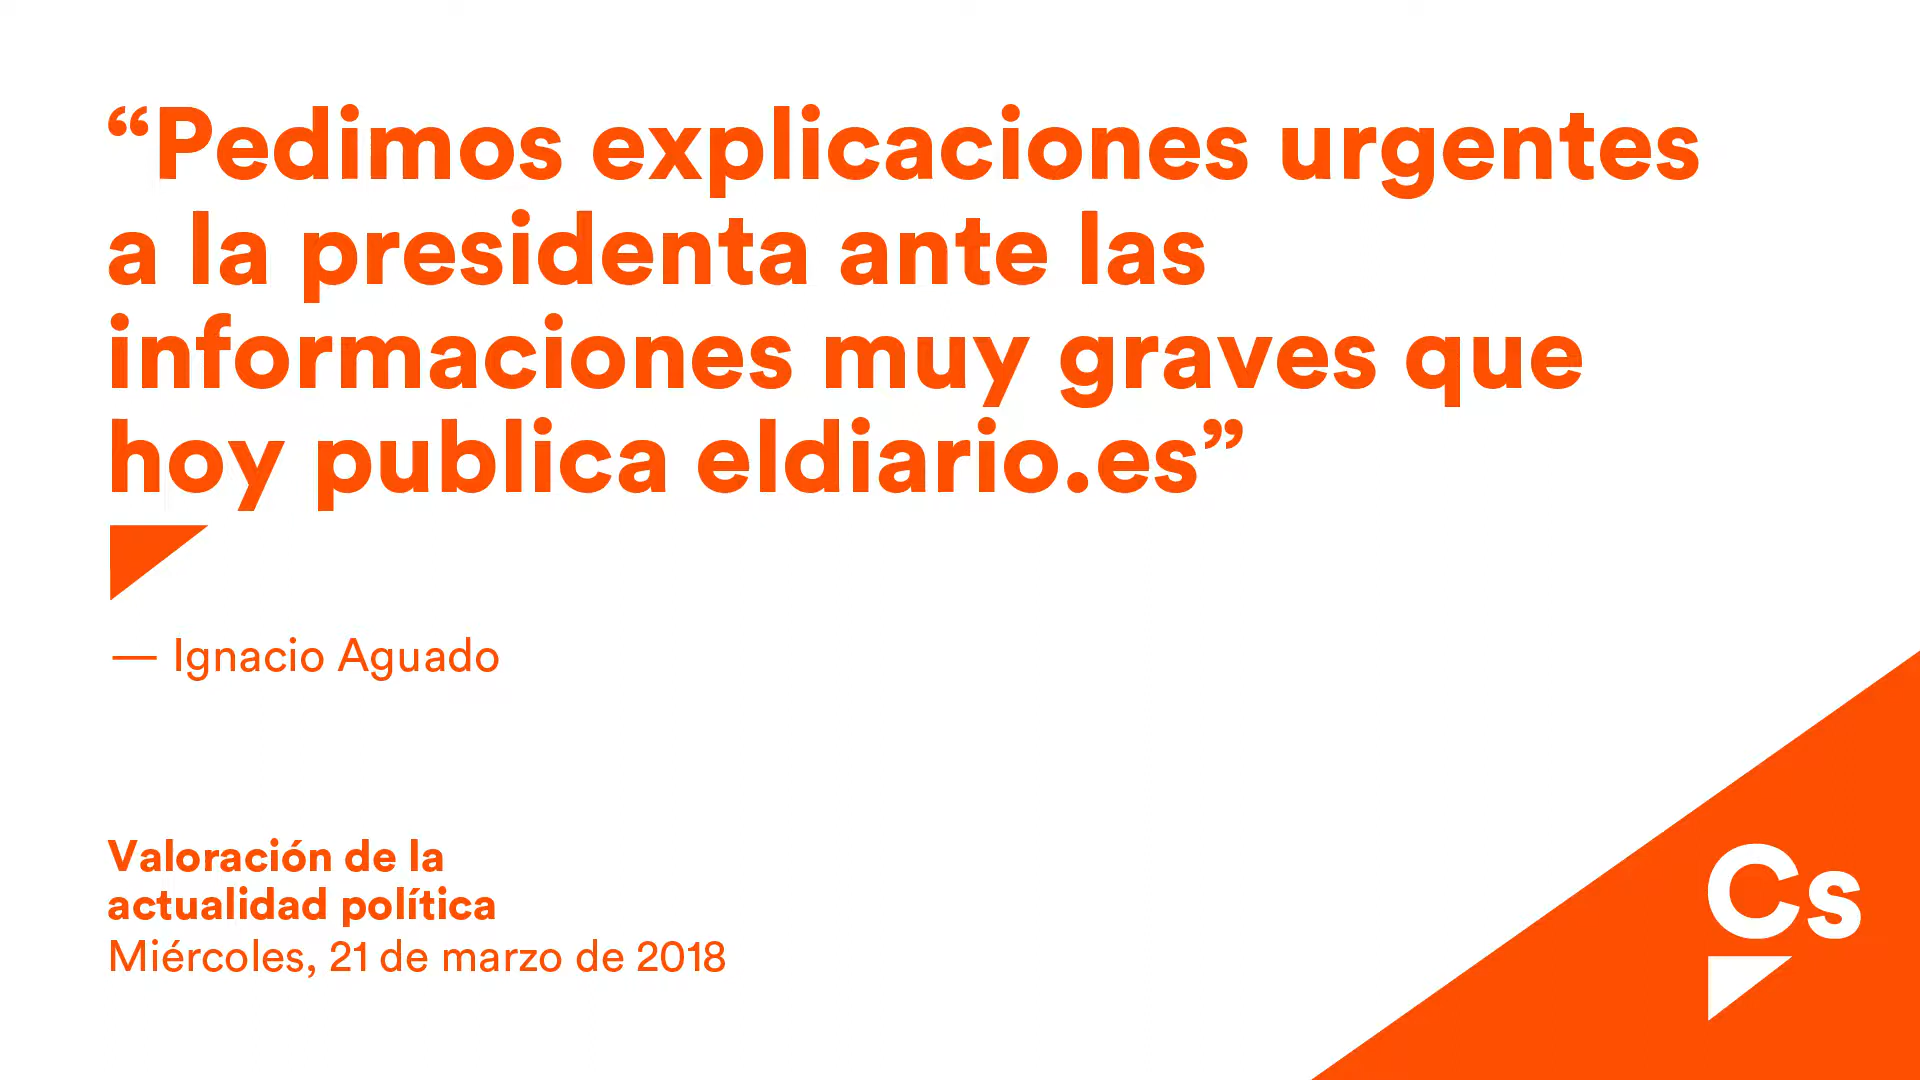 “Pedimos explicaciones urgentes
a la presidenta ante las
informaciones muy graves que
hoy publica eldiario.es”
— Ignacio Aguado
Valoración de la
actualidad política
Miércoles, 21 de marzo de 2018
Cs